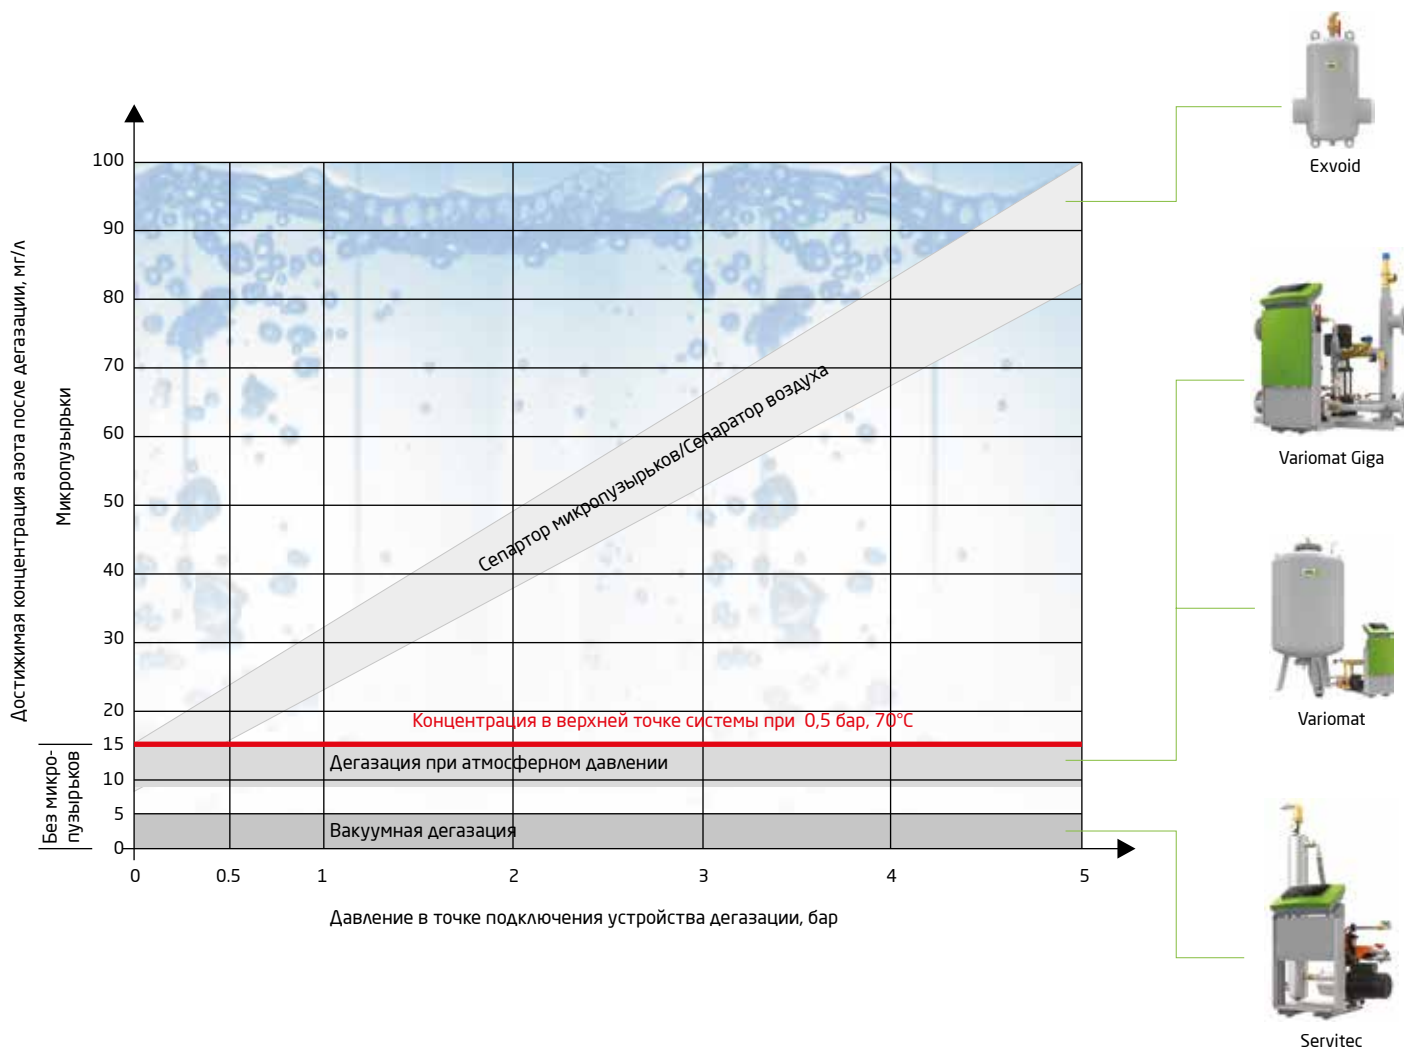 Exvoid
Variomat Giga
Variomat
Servitec
Достижимая концентрация азота после дегазации, мг/л
Микропузырьки
Без микро-
пузырьков
100
90
80
70
60
50
40
30
20
15
10
5
0
Сепартор микропузырьков/Сепаратор воздуха
Концентрация в верхней точке системы при 0,5 бар, 70°C
Дегазация при атмосферном давлении
Вакуумная дегазация
0 0.5 1 2 3 4 5
Давление в точке подключения устройства дегазации, бар